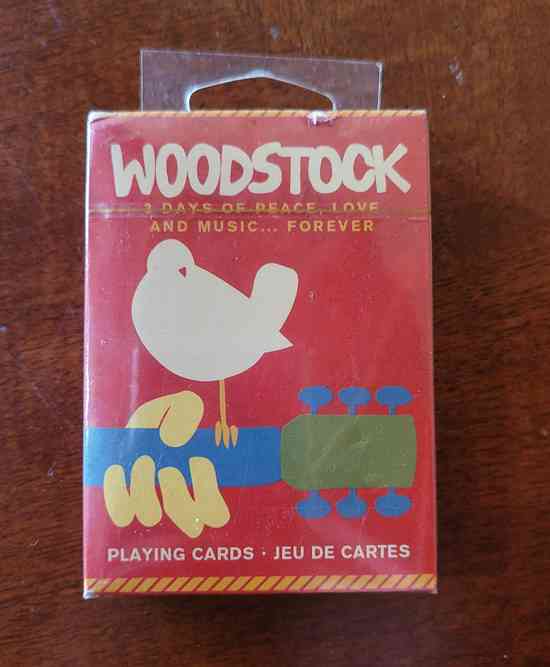 WOODSTOCK
3 DAYS OF PEACE, LOVE
AND MUSIC... FOREVER
PLAYING CARDS · JEU DE CARTES